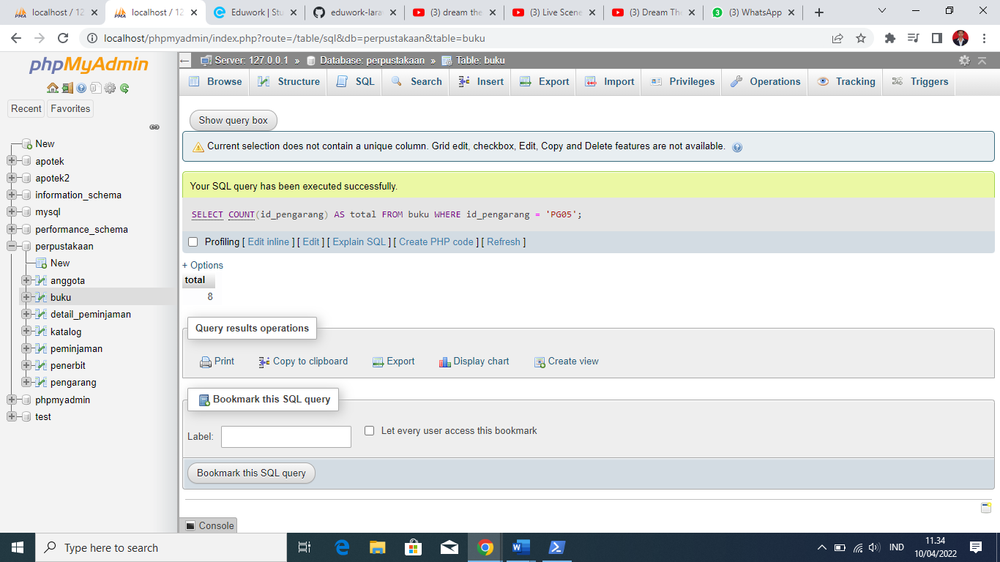 localhost / 12
localhost / 12
Eduwork | Stu
eduwork-lara
(3) dream the
(3) Live Scene
(3) Dream The
(3) WhatsApp
localhost/phpmyadmin/index.php?route=/table/sql&db=perpustakaan&table=buku
phpMyAdmin
Recent
Favorites
New
apotek
apotek2
information_schema
mysql
performance_schema
perpustakaan
New
anggota
buku
detail_peminjaman
katalog
peminjaman
penerbit
pengarang
phpmyadmin
test
Server: 127.0.0.1 » Database: perpustakaan » Table: buku
Browse
Structure
SQL
Search
Insert
Export
Import
Privileges
Operations
Tracking
Triggers
Show query box
Current selection does not contain a unique column. Grid edit, checkbox, Edit, Copy and Delete features are not available.
Your SQL query has been executed successfully.
SELECT COUNT(id_pengarang) AS total FROM buku WHERE id_pengarang = 'PG05';
Profiling [ Edit inline ] [ Edit ] [ Explain SQL ] [ Create PHP code ] [ Refresh ]
+ Options
total
8
Query results operations
Print
Copy to clipboard
Export
Display chart
Create view
Bookmark this SQL query
Label:
Let every user access this bookmark
Bookmark this SQL query
Console
Type here to search
IND
11.34
10/04/2022